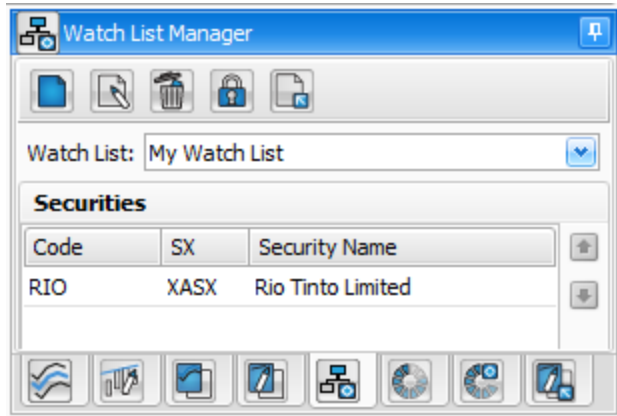 Watch List Manager
Watch List: My Watch List
Securities
Code SX Security Name
RIO XASX Rio Tinto Limited